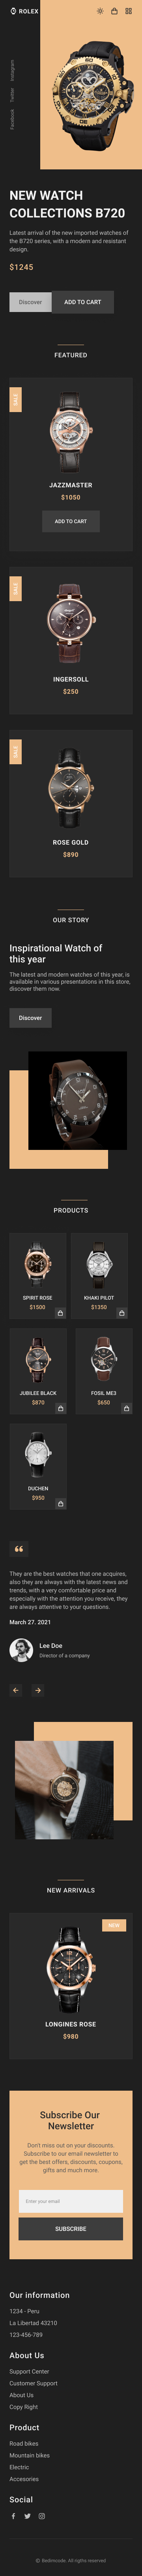 ROLEX
Instagram
Twitter
Facebook
NEW WATCH
COLLECTIONS B720
Latest arrival of the new imported watches of
the B720 series, with a modern and resistant
design.
$1245
Discover
ADD TO CART
FEATURED
SALE
JAZZMASTER
$1050
ADD TO CART
SALE
INGERSOLL
$250
SALE
ROSE GOLD
$890
OUR STORY
Inspirational Watch of
this year
The latest and modern watches of this year, is
available in various presentations in this store,
discover them now.
Discover
PRODUCTS
SPIRIT ROSE
$1500
KHAKI PILOT
$1350
JUBILEE BLACK
$870
FOSIL ME3
$650
DUCHEN
$950
They are the best watches that one acquires,
also they are always with the latest news and
trends, with a very comfortable price and
especially with the attention you receive, they
are always attentive to your questions.
March 27. 2021
Lee Doe
Director of a company
NEW ARRIVALS
NEW
LONGINES ROSE
$980
Subscribe Our
Newsletter
Don't miss out on your discounts.
Subscribe to our email newsletter to
get the best offers, discounts, coupons,
gifts and much more.
Enter your email
SUBSCRIBE
Our information
1234 - Peru
La Libertad 43210
123-456-789
About Us
Support Center
Customer Support
About Us
Copy Right
Product
Road bikes
Mountain bikes
Electric
Accesories
Social
© Bedimcode. All rigths reserved